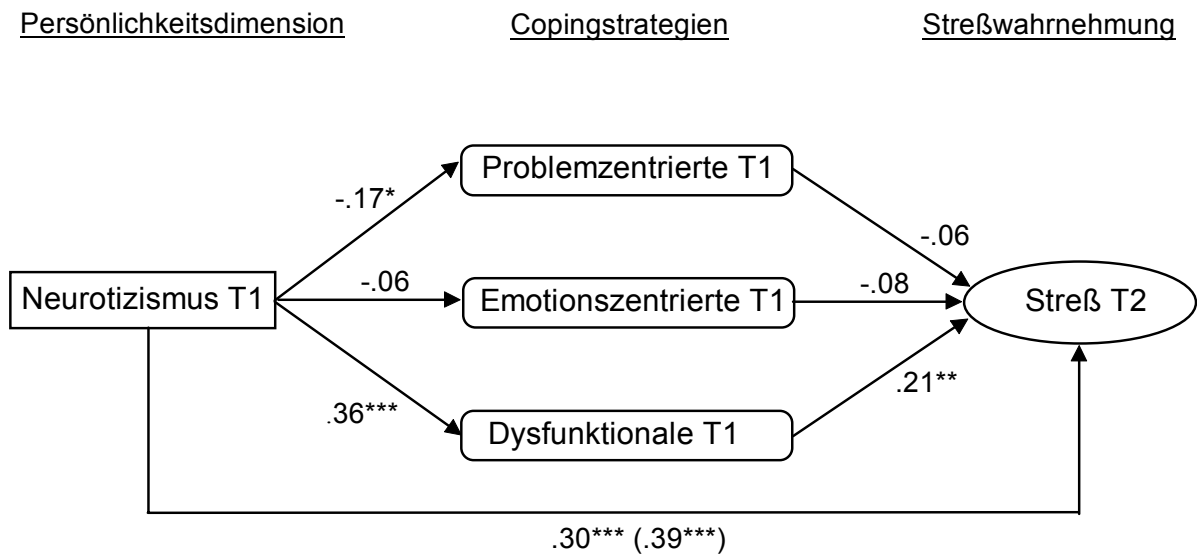 Persönlichkeitsdimension
Copingstrategien
Streßwahrnehmung
Problemzentrierte T1
-.17*
-.06
Neurotizismus T1
-.06
Emotionszentrierte T1
-.08
Streß T2
.36***
.21**
Dysfunktionale T1
.30*** (.39***)